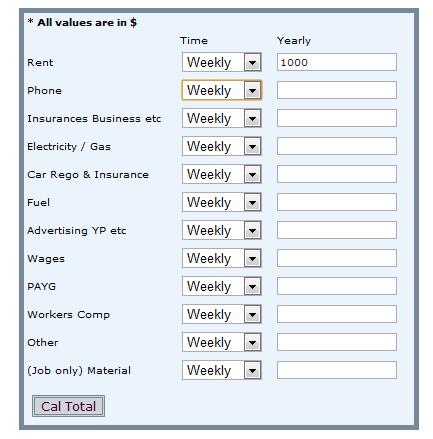 * All values are in $
Time Yearly
Rent Weekly 1000
Phone Weekly
Insurances Business etc Weekly
Electricity / Gas Weekly
Car Rego & Insurance Weekly
Fuel Weekly
Advertising YP etc Weekly
Wages Weekly
PAYG Weekly
Workers Comp Weekly
Other Weekly
(Job only) Material Weekly
Cal Total